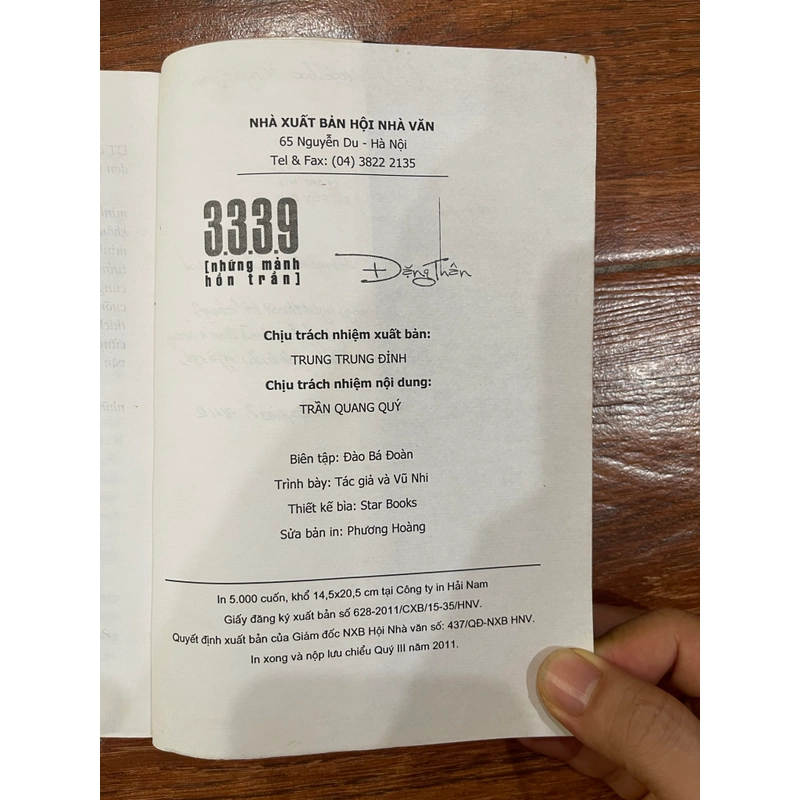 NHÀ XUẤT BẢN HỘI NHÀ VĂN
65 Nguyễn Du - Hà Nội
Tel & Fax: (04) 3822 2135
3.3.3.9
[những mảnh
hồn trần]
Đặng Thân
Chịu trách nhiệm xuất bản:
TRUNG TRUNG ĐỈNH
Chịu trách nhiệm nội dung:
TRẦN QUANG QUÝ
Biên tập: Đào Bá Đoàn
Trình bày: Tác giả và Vũ Nhi
Thiết kế bìa: Star Books
Sửa bản in: Phương Hoàng
In 5.000 cuốn, khổ 14,5x20,5 cm tại Công ty in Hải Nam
Giấy đăng ký xuất bản số 628-2011/CXB/15-35/HNV.
Quyết định xuất bản của Giám đốc NXB Hội Nhà văn số: 437/QĐ-NXB HNV.
In xong và nộp lưu chiểu Quý III năm 2011.